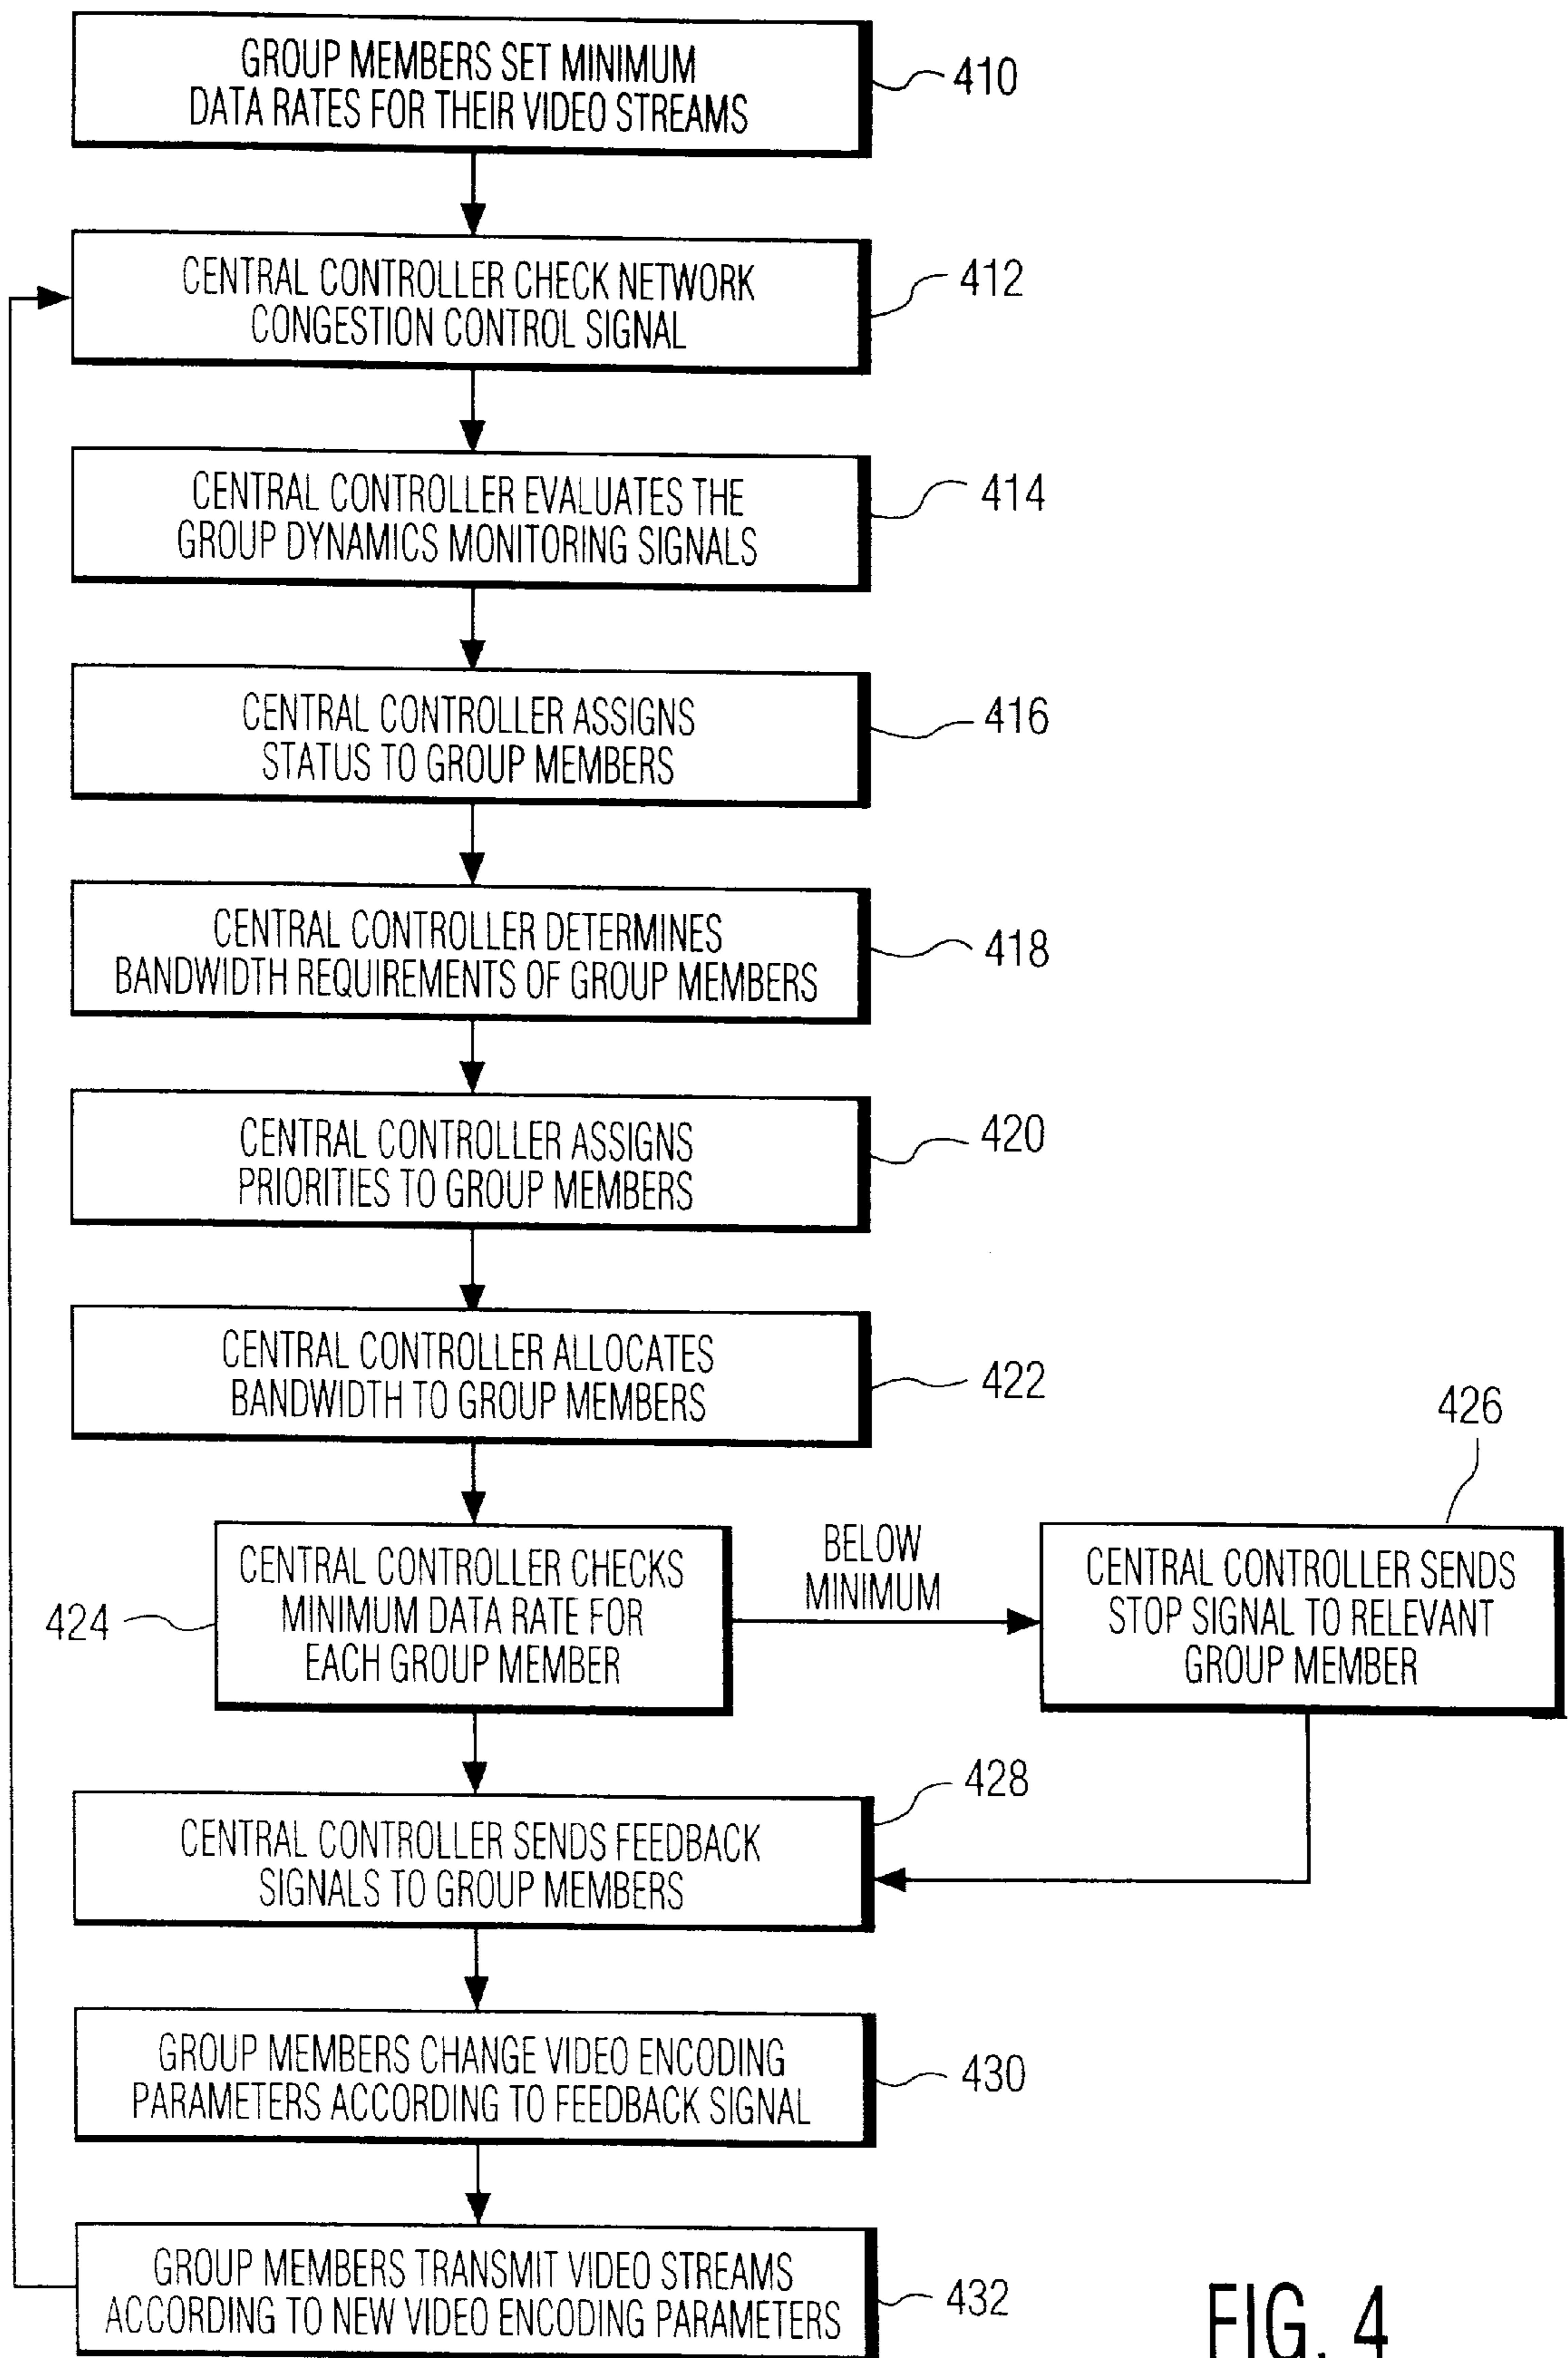 GROUP MEMBERS SET MINIMUM
DATA RATES FOR THEIR VIDEO STREAMS
410
CENTRAL CONTROLLER CHECK NETWORK
CONGESTION CONTROL SIGNAL
412
CENTRAL CONTROLLER EVALUATES THE
GROUP DYNAMICS MONITORING SIGNALS
414
CENTRAL CONTROLLER ASSIGNS
STATUS TO GROUP MEMBERS
416
CENTRAL CONTROLLER DETERMINES
BANDWIDTH REQUIREMENTS OF GROUP MEMBERS
418
CENTRAL CONTROLLER ASSIGNS
PRIORITIES TO GROUP MEMBERS
420
CENTRAL CONTROLLER ALLOCATES
BANDWIDTH TO GROUP MEMBERS
422
CENTRAL CONTROLLER CHECKS
MINIMUM DATA RATE FOR
EACH GROUP MEMBER
424
BELOW
MINIMUM
426
CENTRAL CONTROLLER SENDS
STOP SIGNAL TO RELEVANT
GROUP MEMBER
CENTRAL CONTROLLER SENDS FEEDBACK
SIGNALS TO GROUP MEMBERS
428
GROUP MEMBERS CHANGE VIDEO ENCODING
PARAMETERS ACCORDING TO FEEDBACK SIGNAL
430
GROUP MEMBERS TRANSMIT VIDEO STREAMS
ACCORDING TO NEW VIDEO ENCODING PARAMETERS
432
FIG. 4